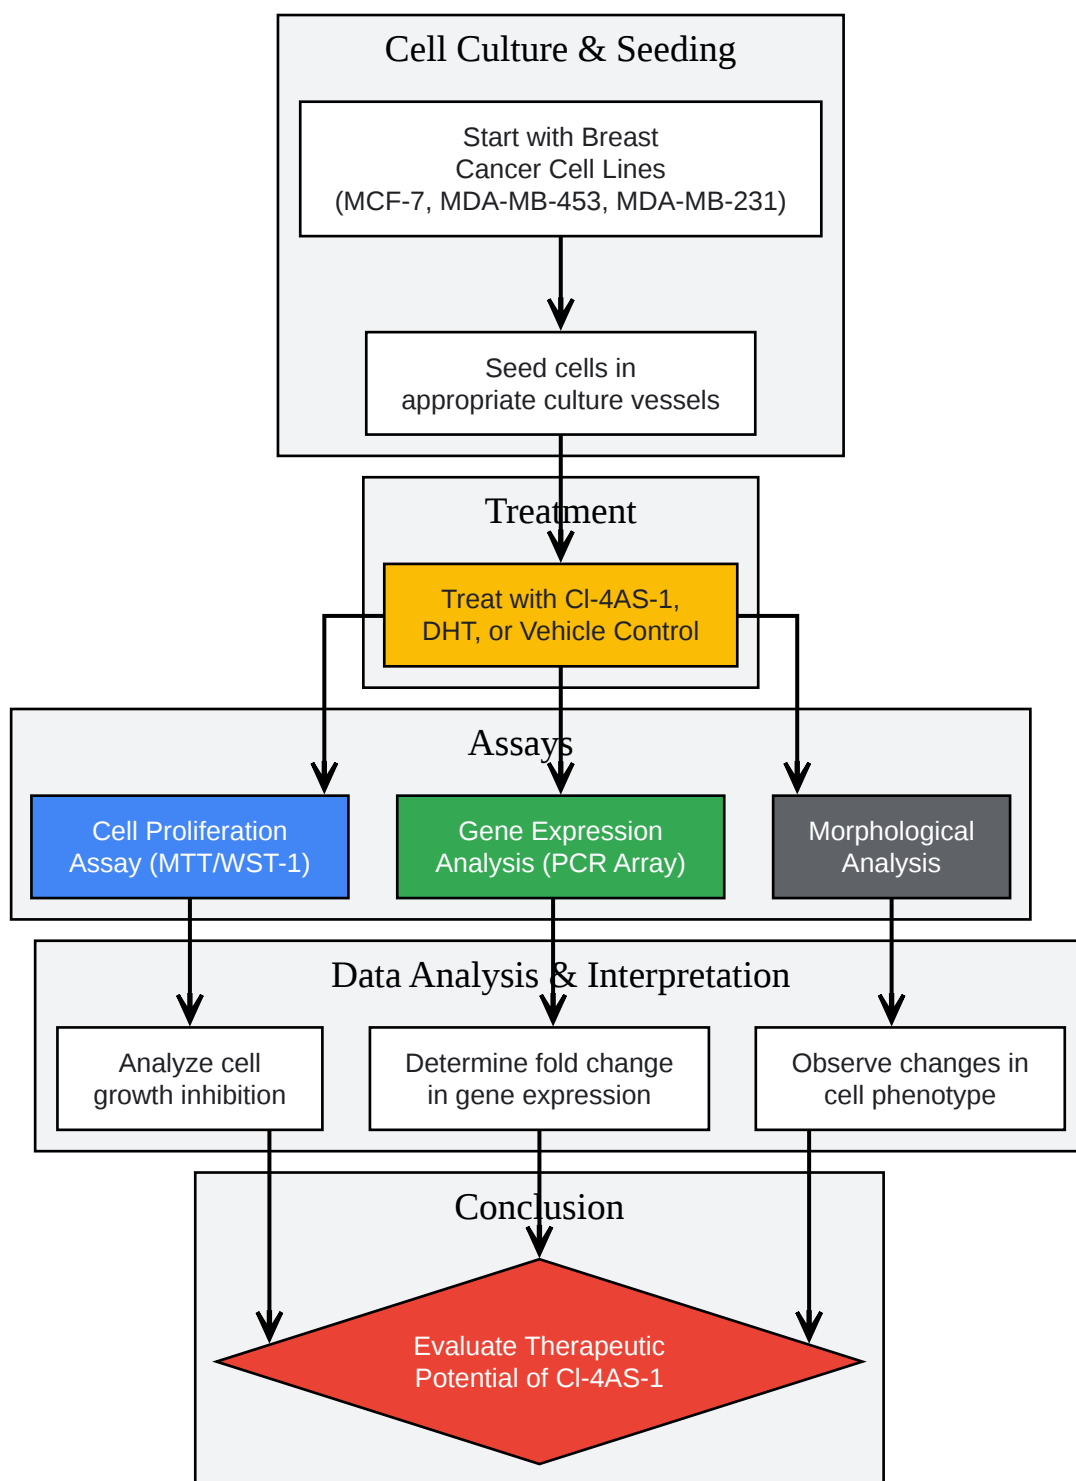 Cell Culture & Seeding
Start with Breast
Cancer Cell Lines
(MCF-7, MDA-MB-453, MDA-MB-231)
Seed cells in
appropriate culture vessels
Treatment
Treat with Cl-4AS-1,
DHT, or Vehicle Control
Assays
Cell Proliferation
Assay (MTT/WST-1)
Gene Expression
Analysis (PCR Array)
Morphological
Analysis
Data Analysis & Interpretation
Analyze cell
growth inhibition
Determine fold change
in gene expression
Observe changes in
cell phenotype
Conclusion
Evaluate Therapeutic
Potential of Cl-4AS-1